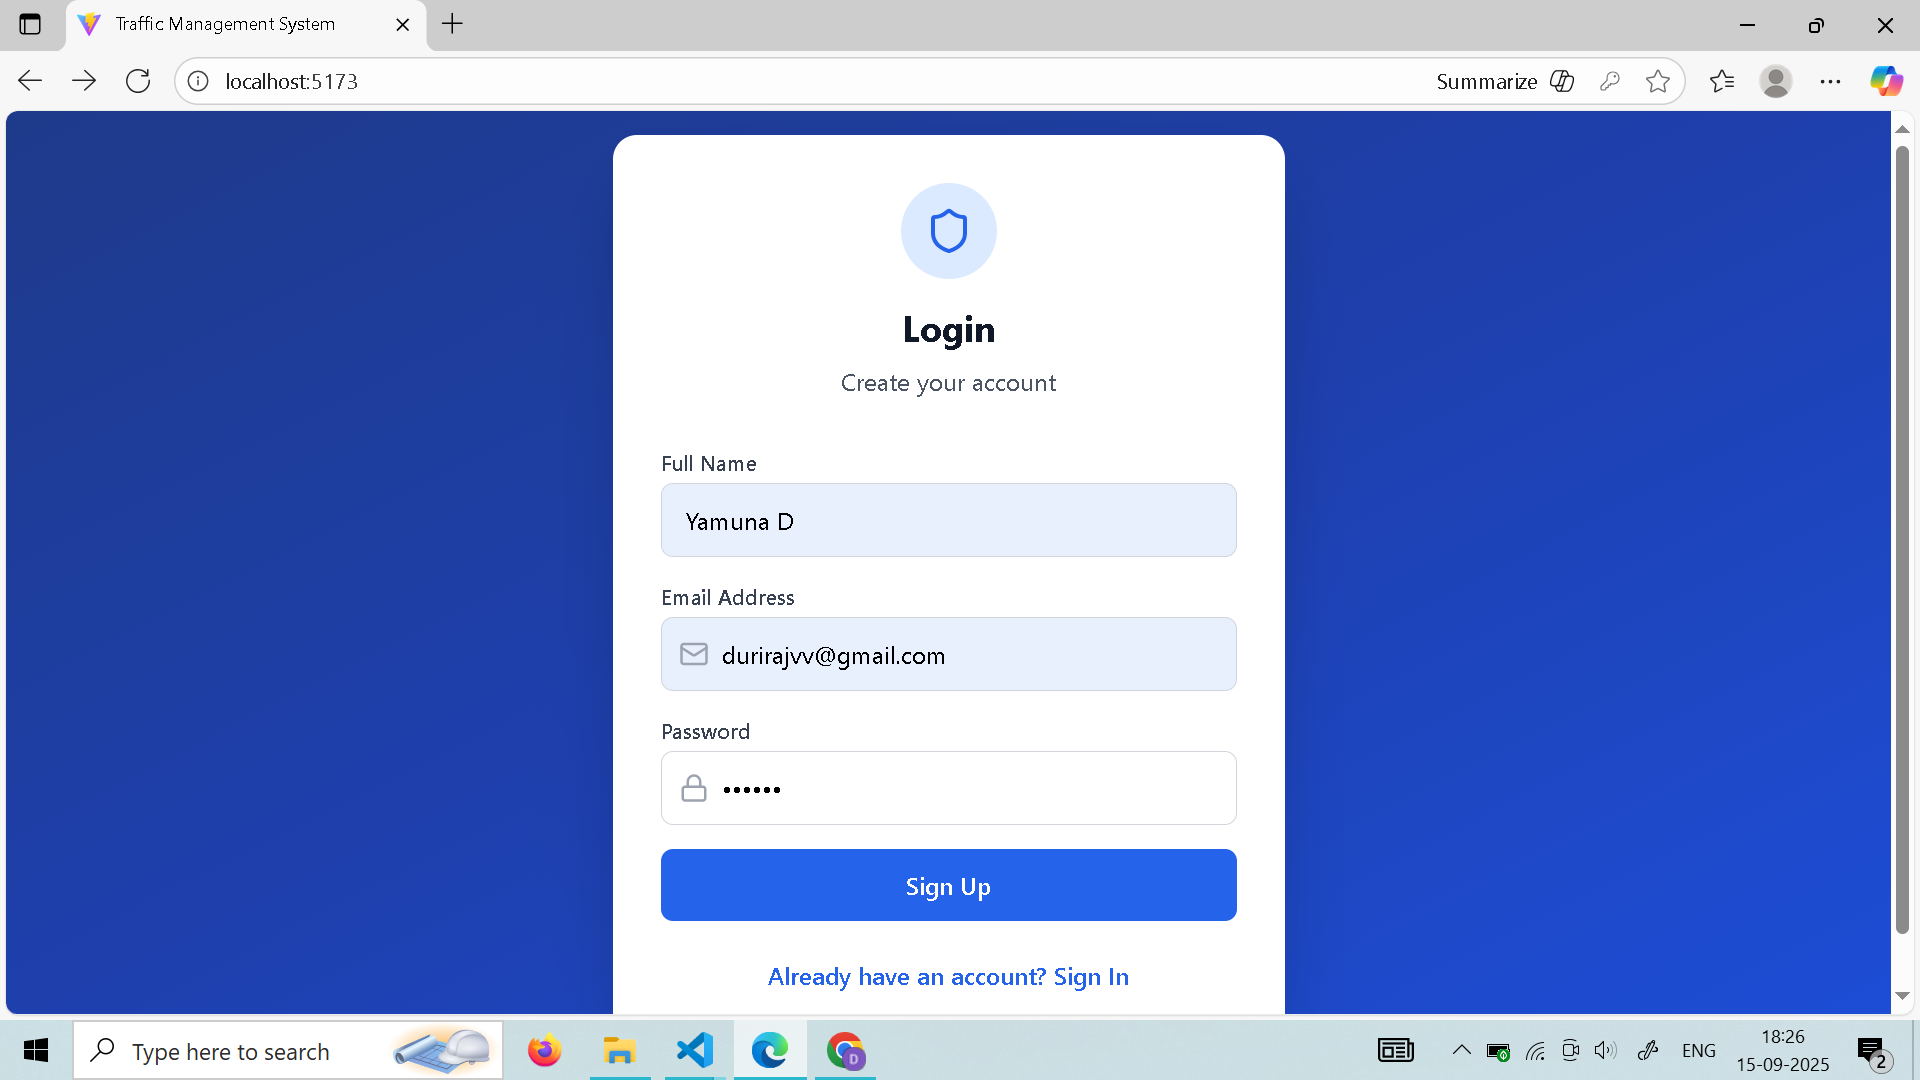 Traffic Management System
localhost:5173
Summarize
Login
Create your account
Full Name
Yamuna D
Email Address
durirajvv@gmail.com
Password
••••••
Sign Up
Already have an account? Sign In
Type here to search
D
ENG
18:26
15-09-2025
2